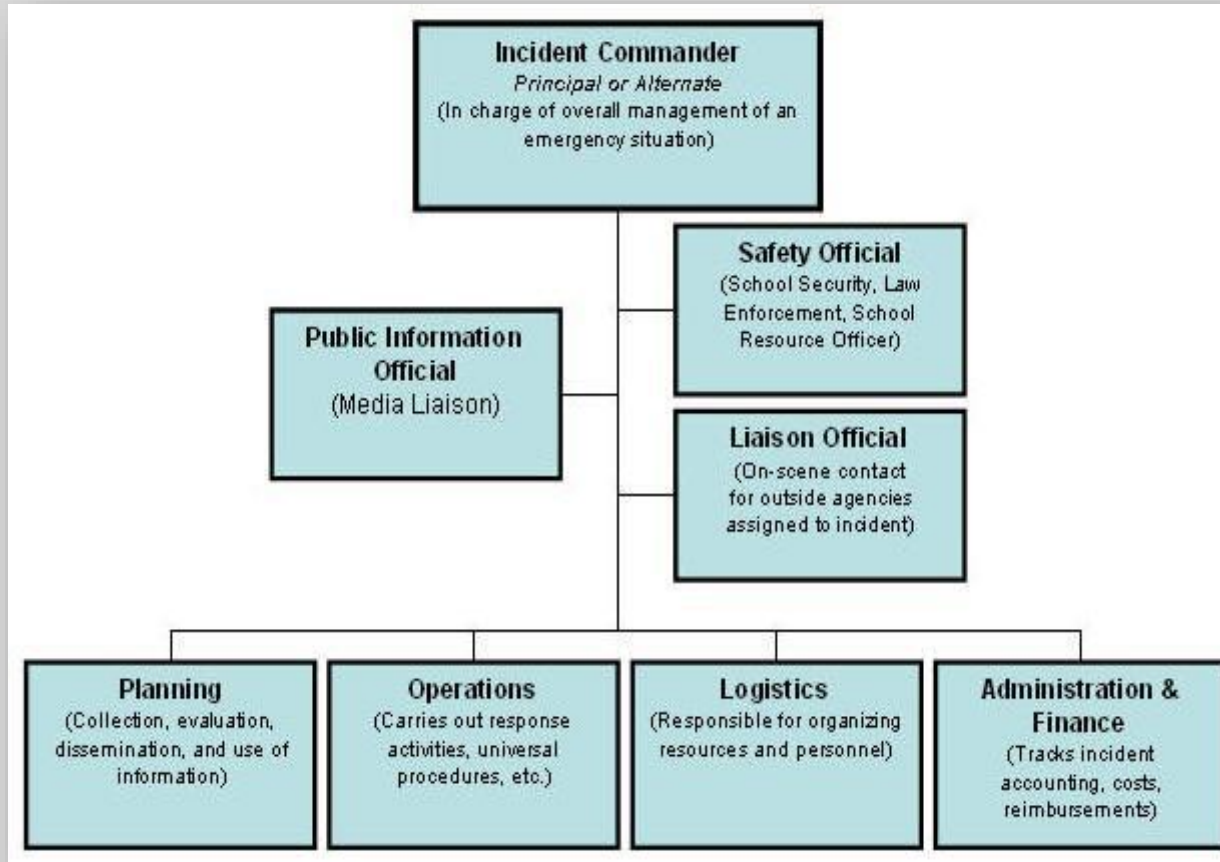 Incident Commander
Principal or Alternate
(In charge of overall management of an
emergency situation)
Safety Official
(School Security, Law
Enforcement, School
Resource Officer)
Public Information
Official
(Media Liaison)
Liaison Official
(On-scene contact
for outside agencies
assigned to incident)
Planning
(Collection, evaluation,
dissemination, and use of
information)
Operations
(Carries out response
activities, universal
procedures, etc.)
Logistics
(Responsible for organizing
resources and personnel)
Administration &
Finance
(Tracks incident
accounting, costs,
reimbursements)